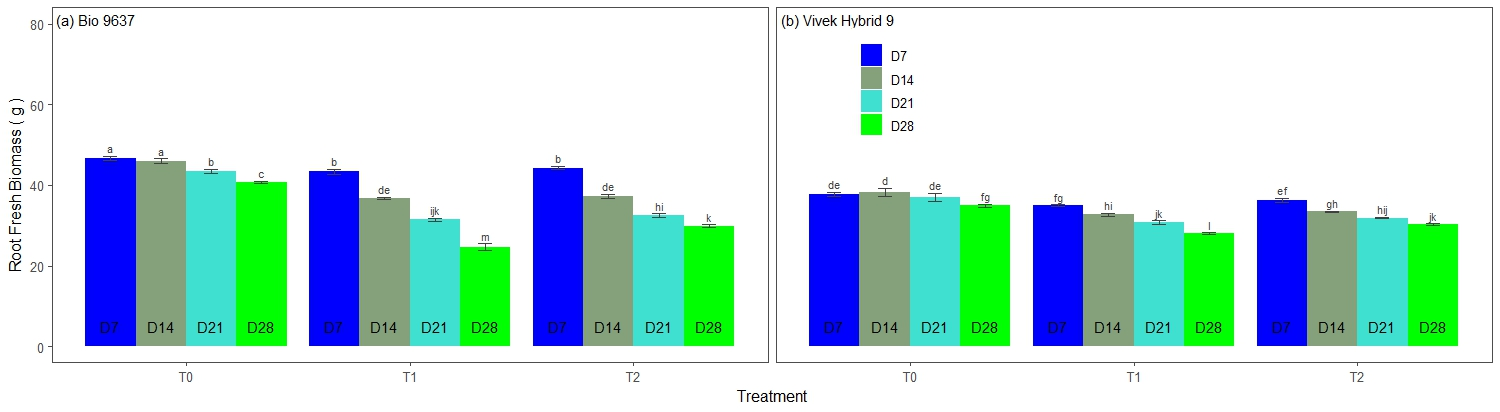 (a) Bio 9637
(b) Vivek Hybrid 9
Root Fresh Biomass ( g )
80
60
40
20
0
D7
D14
D21
D28
a a b c
b de ijk m
b de hi k
de d de fg
fg hi jk l
ef gh hij jk
D7 D14 D21 D28
D7 D14 D21 D28
D7 D14 D21 D28
D7 D14 D21 D28
D7 D14 D21 D28
D7 D14 D21 D28
T0 T1 T2
T0 T1 T2
Treatment